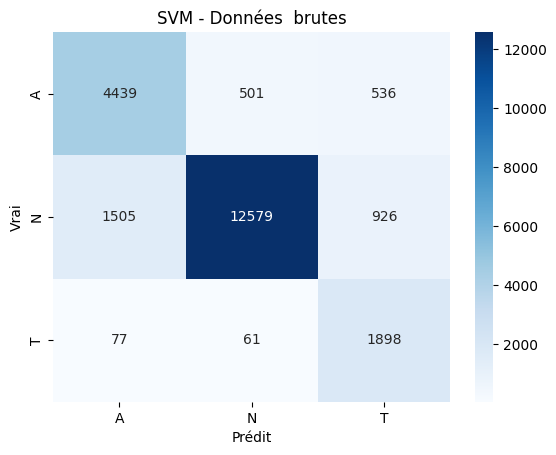 SVM - Données  brutes
A 4439 501 536
N 1505 12579 926
T 77 61 1898
A N T
Prédit
Vrai
12000
10000
8000
6000
4000
2000